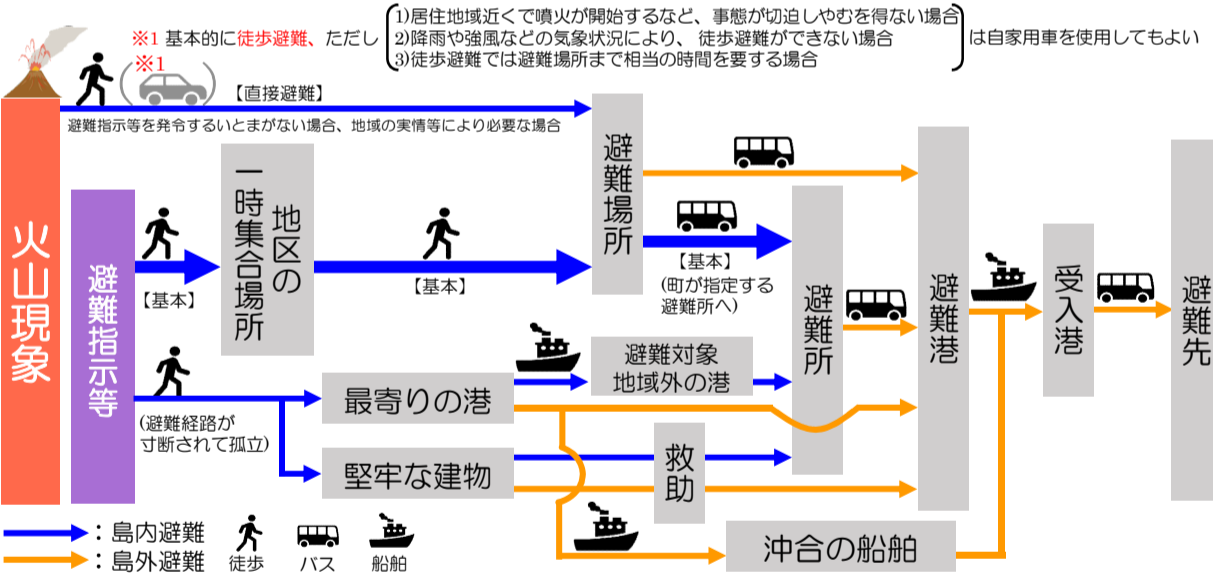 ※1 基本的に徒歩避難、ただし
1)居住地域近くで噴火が開始するなど、事態が切迫しやむを得ない場合
2)降雨や強風などの気象状況により、徒歩避難ができない場合
3)徒歩避難では避難場所まで相当の時間を要する場合
は自家用車を使用してもよい
※1
【直接避難】
避難指示等を発令するいとまがない場合、地域の実情等により必要な場合
火山現象
避難指示等
【基本】
地区の
一時集合場所
【基本】
避難場所
【基本】
(町が指定する
避難所へ)
避難所
避難港
受入港
避難先
(避難経路が
寸断されて孤立)
最寄りの港
避難対象
地域外の港
堅牢な建物
救助
沖合の船舶
：島内避難
：島外避難
徒歩
バス
船舶